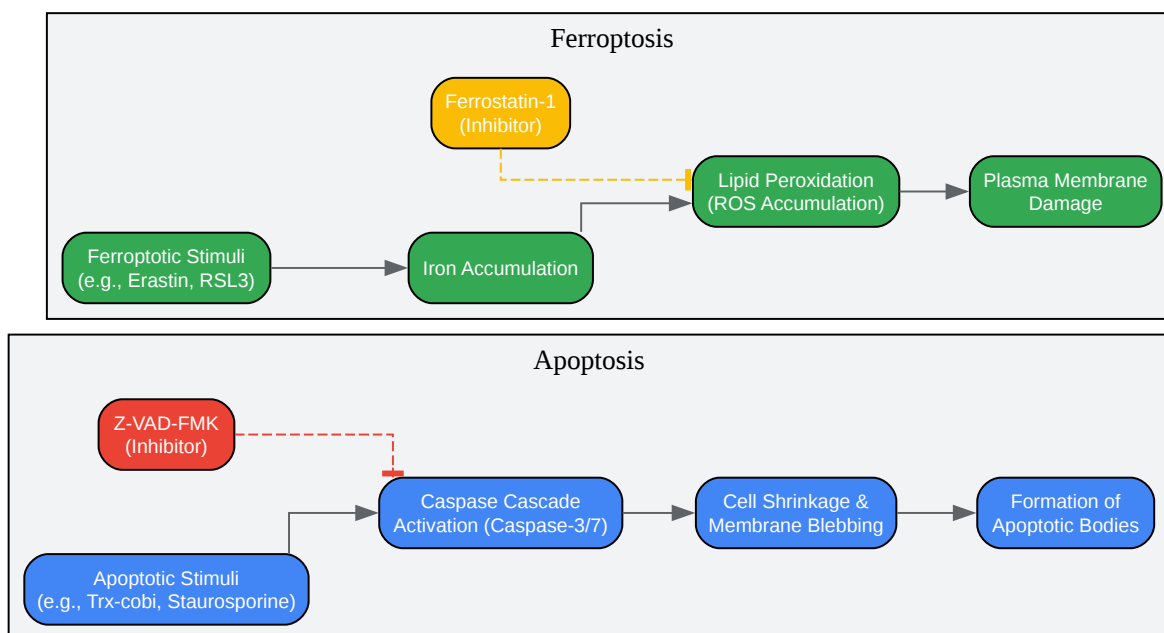 Ferroptosis
Ferrostatin-1
(Inhibitor)
Lipid Peroxidation
(ROS Accumulation)
Plasma Membrane
Damage
Ferroptotic Stimuli
(e.g., Erastin, RSL3)
Iron Accumulation
Apoptosis
Z-VAD-FMK
(Inhibitor)
Caspase Cascade
Activation (Caspase-3/7)
Cell Shrinkage &
Membrane Blebbing
Formation of
Apoptotic Bodies
Apoptotic Stimuli
(e.g., Trx-cobi, Staurosporine)